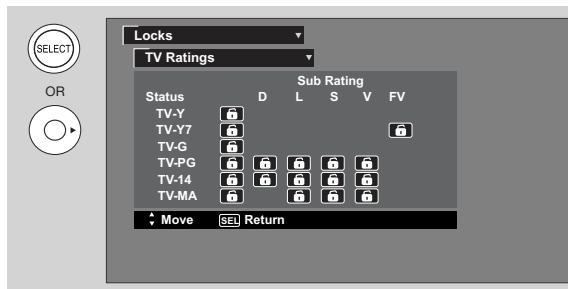 SELECT
OR
Locks
TV Ratings
Sub Rating
Status D L S V FV
TV-Y
TV-Y7
TV-G
TV-PG
TV-14
TV-MA
Move SEL Return